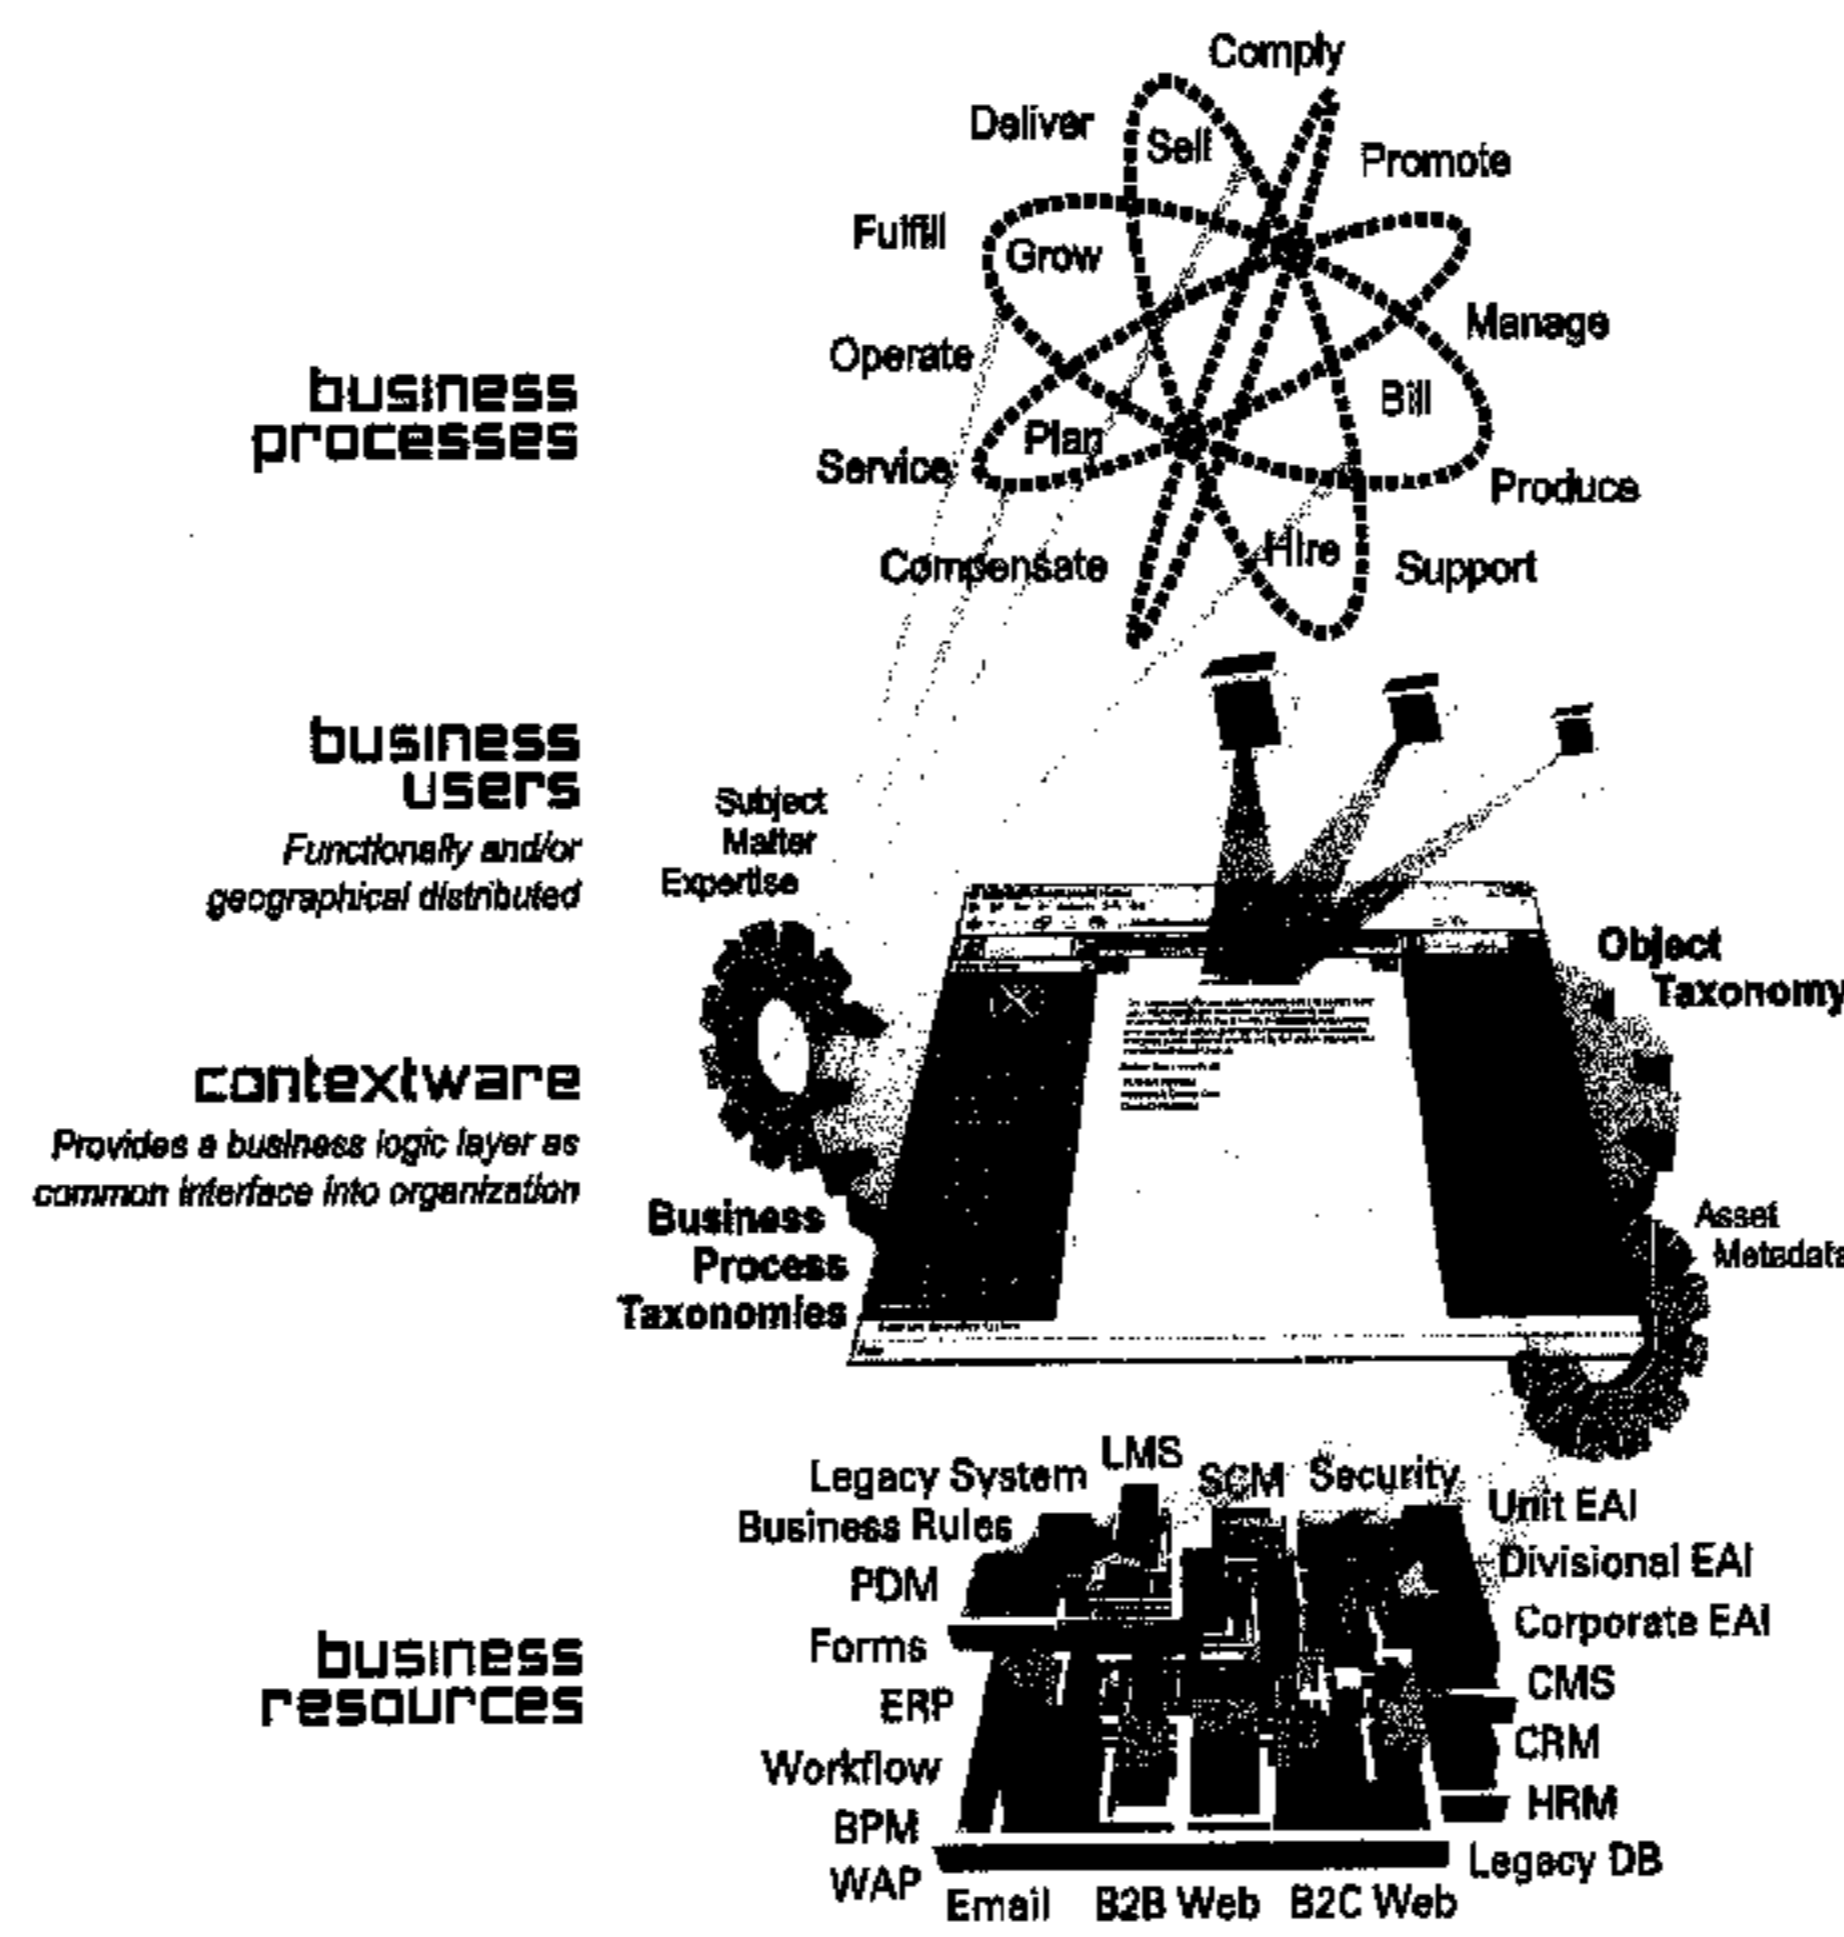 Comply
Deliver
Sell
Promote
Fulfill
Grow
Manage
Operate
Bill
Plan
Service
Produce
Hire
Compensate
Support
business
processes
business
users
Functionally and/or
geographical distributed
Subject
Matter
Expertise
Object
Taxonomy
contextware
Provides a business logic layer as
common interface into organization
Business
Process
Taxonomies
Asset
Metadata
LMS
Legacy System
SCM
Security
Unit EAI
Business Rules
Divisional EAI
PDM
Corporate EAI
Forms
CMS
ERP
CRM
Workflow
HRM
BPM
Legacy DB
WAP
Email
B2B Web
B2C Web
business
resources